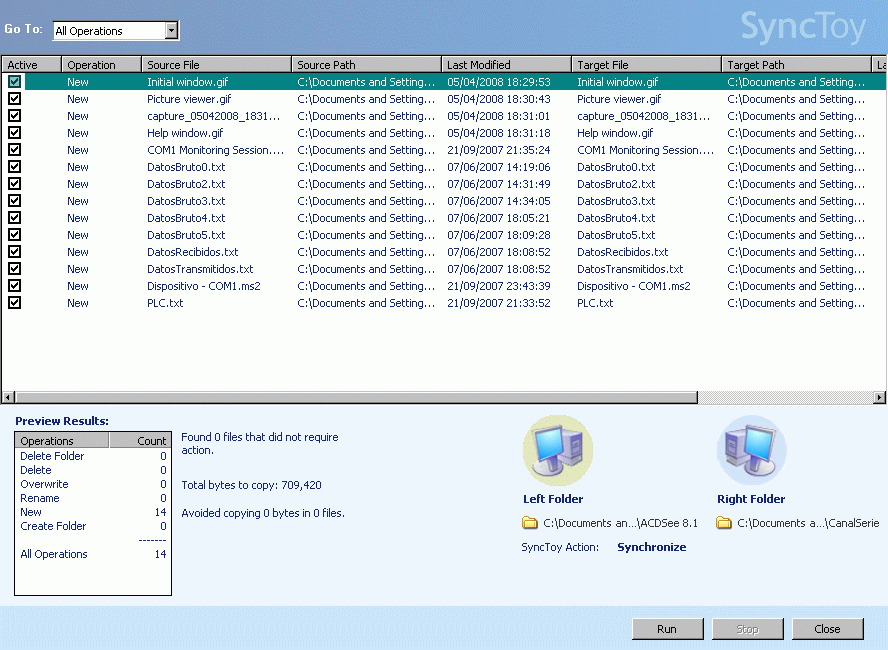 Go To: All Operations SyncToy
Active Operation Source File Source Path Last Modified Target File Target Path La
New Initial window.gif C:\Documents and Setting... 05/04/2008 18:29:53 Initial window.gif C:\Documents and Setting...
New Picture viewer.gif C:\Documents and Setting... 05/04/2008 18:30:43 Picture viewer.gif C:\Documents and Setting...
New capture_05042008_1831... C:\Documents and Setting... 05/04/2008 18:31:01 capture_05042008_1831... C:\Documents and Setting...
New Help window.gif C:\Documents and Setting... 05/04/2008 18:31:18 Help window.gif C:\Documents and Setting...
New COM1 Monitoring Session.... C:\Documents and Setting... 21/09/2007 21:35:24 COM1 Monitoring Session.... C:\Documents and Setting...
New DatosBruto0.txt C:\Documents and Setting... 07/06/2007 14:19:06 DatosBruto0.txt C:\Documents and Setting...
New DatosBruto2.txt C:\Documents and Setting... 07/06/2007 14:31:49 DatosBruto2.txt C:\Documents and Setting...
New DatosBruto3.txt C:\Documents and Setting... 07/06/2007 14:34:05 DatosBruto3.txt C:\Documents and Setting...
New DatosBruto4.txt C:\Documents and Setting... 07/06/2007 18:05:21 DatosBruto4.txt C:\Documents and Setting...
New DatosBruto5.txt C:\Documents and Setting... 07/06/2007 18:09:28 DatosBruto5.txt C:\Documents and Setting...
New DatosRecibidos.txt C:\Documents and Setting... 07/06/2007 18:08:52 DatosRecibidos.txt C:\Documents and Setting...
New DatosTransmitidos.txt C:\Documents and Setting... 07/06/2007 18:08:52 DatosTransmitidos.txt C:\Documents and Setting...
New Dispositivo - COM1.ms2 C:\Documents and Setting... 21/09/2007 23:43:39 Dispositivo - COM1.ms2 C:\Documents and Setting...
New PLC.txt C:\Documents and Setting... 21/09/2007 21:33:52 PLC.txt C:\Documents and Setting...
Preview Results:
Operations Count
Delete Folder 0
Delete 0
Overwrite 0
Rename 0
New 14
Create Folder 0
-------
All Operations 14
Found 0 files that did not require
action.
Total bytes to copy: 709,420
Avoided copying 0 bytes in 0 files.
Left Folder
C:\Documents an...\ACDSee 8.1
SyncToy Action: Synchronize
Right Folder
C:\Documents a...\CanalSerie
Run Stop Close